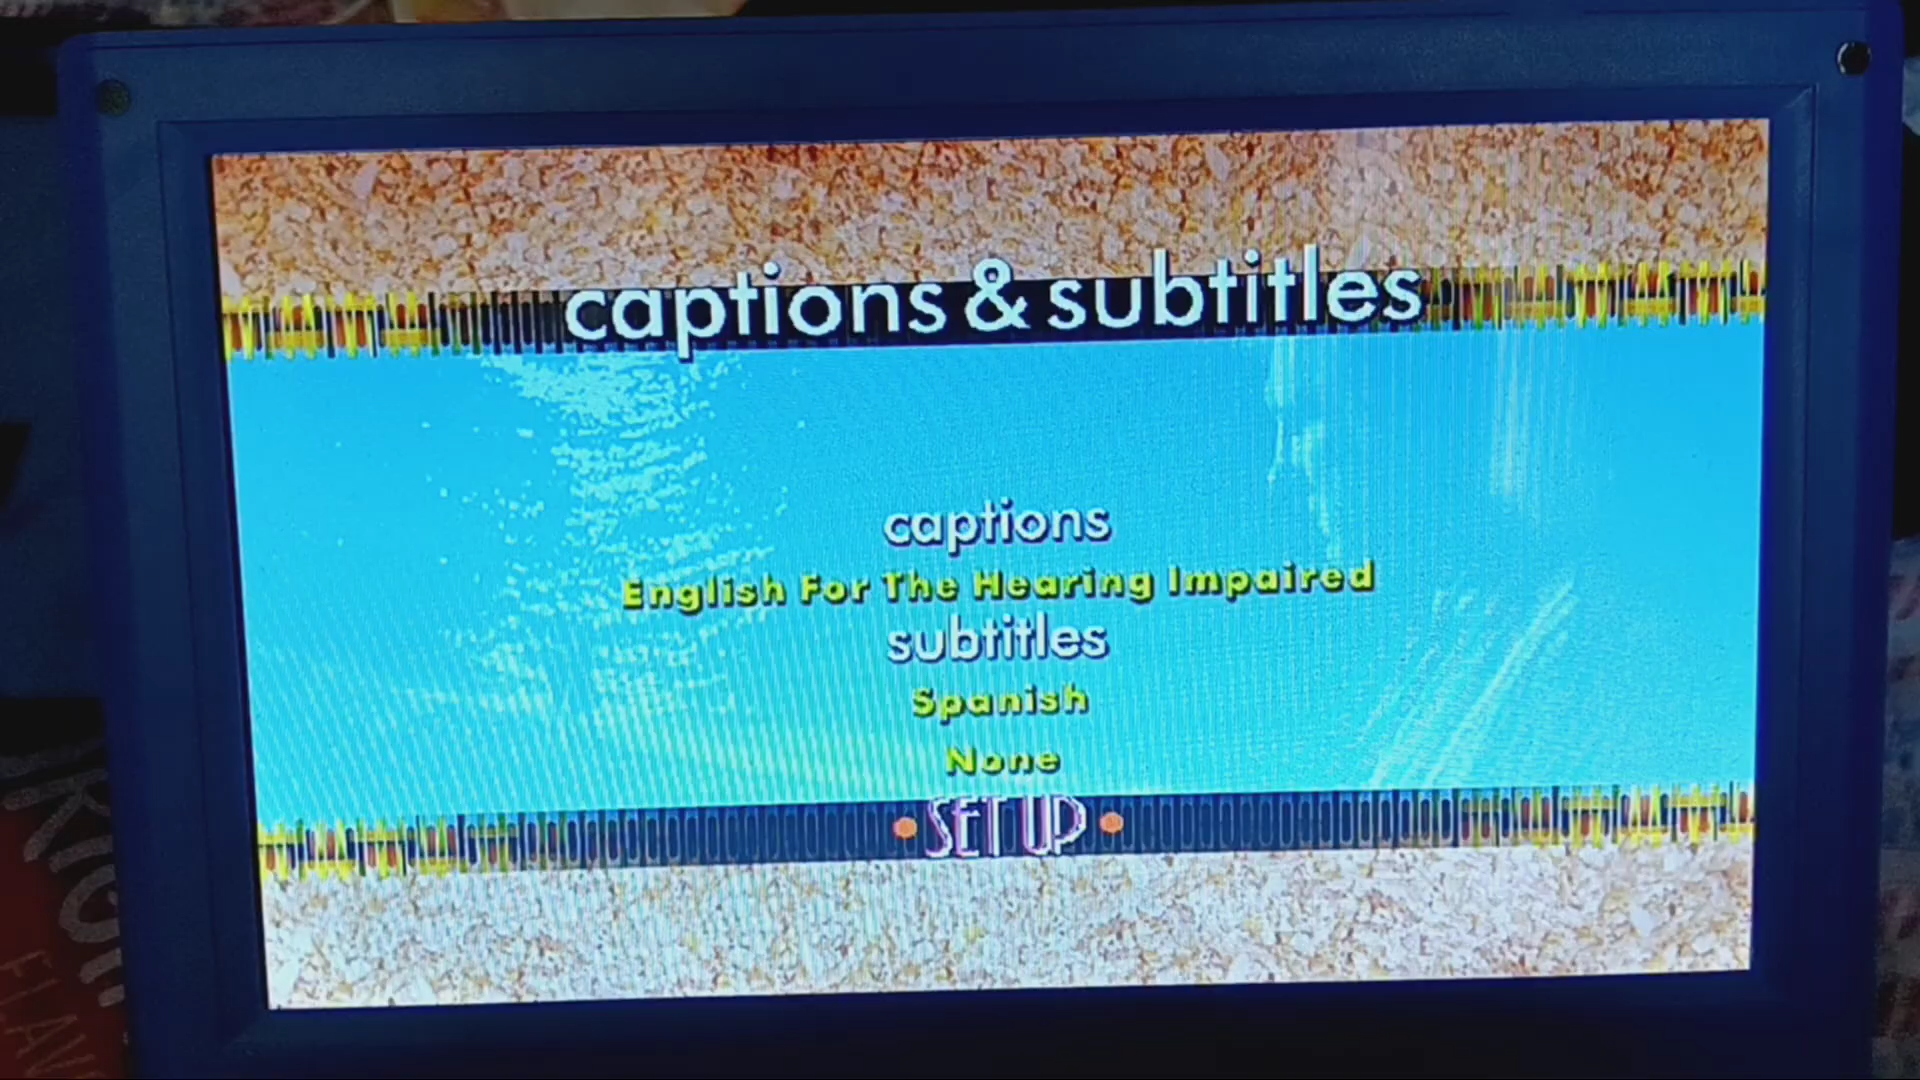 captions & subtitles
captions
English For The Hearing Impaired
subtitles
Spanish
None
SET UP